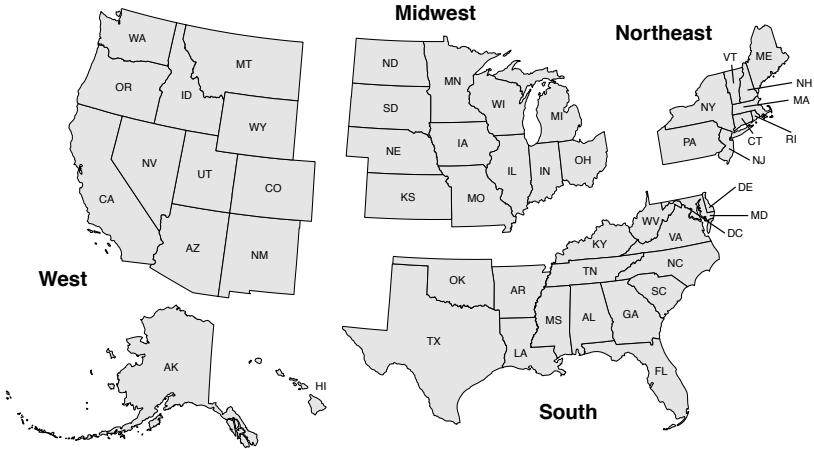 Midwest
Northeast
West
South
WA
MT
OR
ID
WY
NV
UT
CO
CA
AZ
NM
AK
HI
ND
MN
SD
WI
MI
NE
IA
IL
IN
OH
KS
MO
VT
ME
NH
NY
MA
PA
CT
RI
NJ
DE
MD
DC
WV
VA
KY
NC
TN
OK
AR
SC
MS
AL
GA
TX
LA
FL